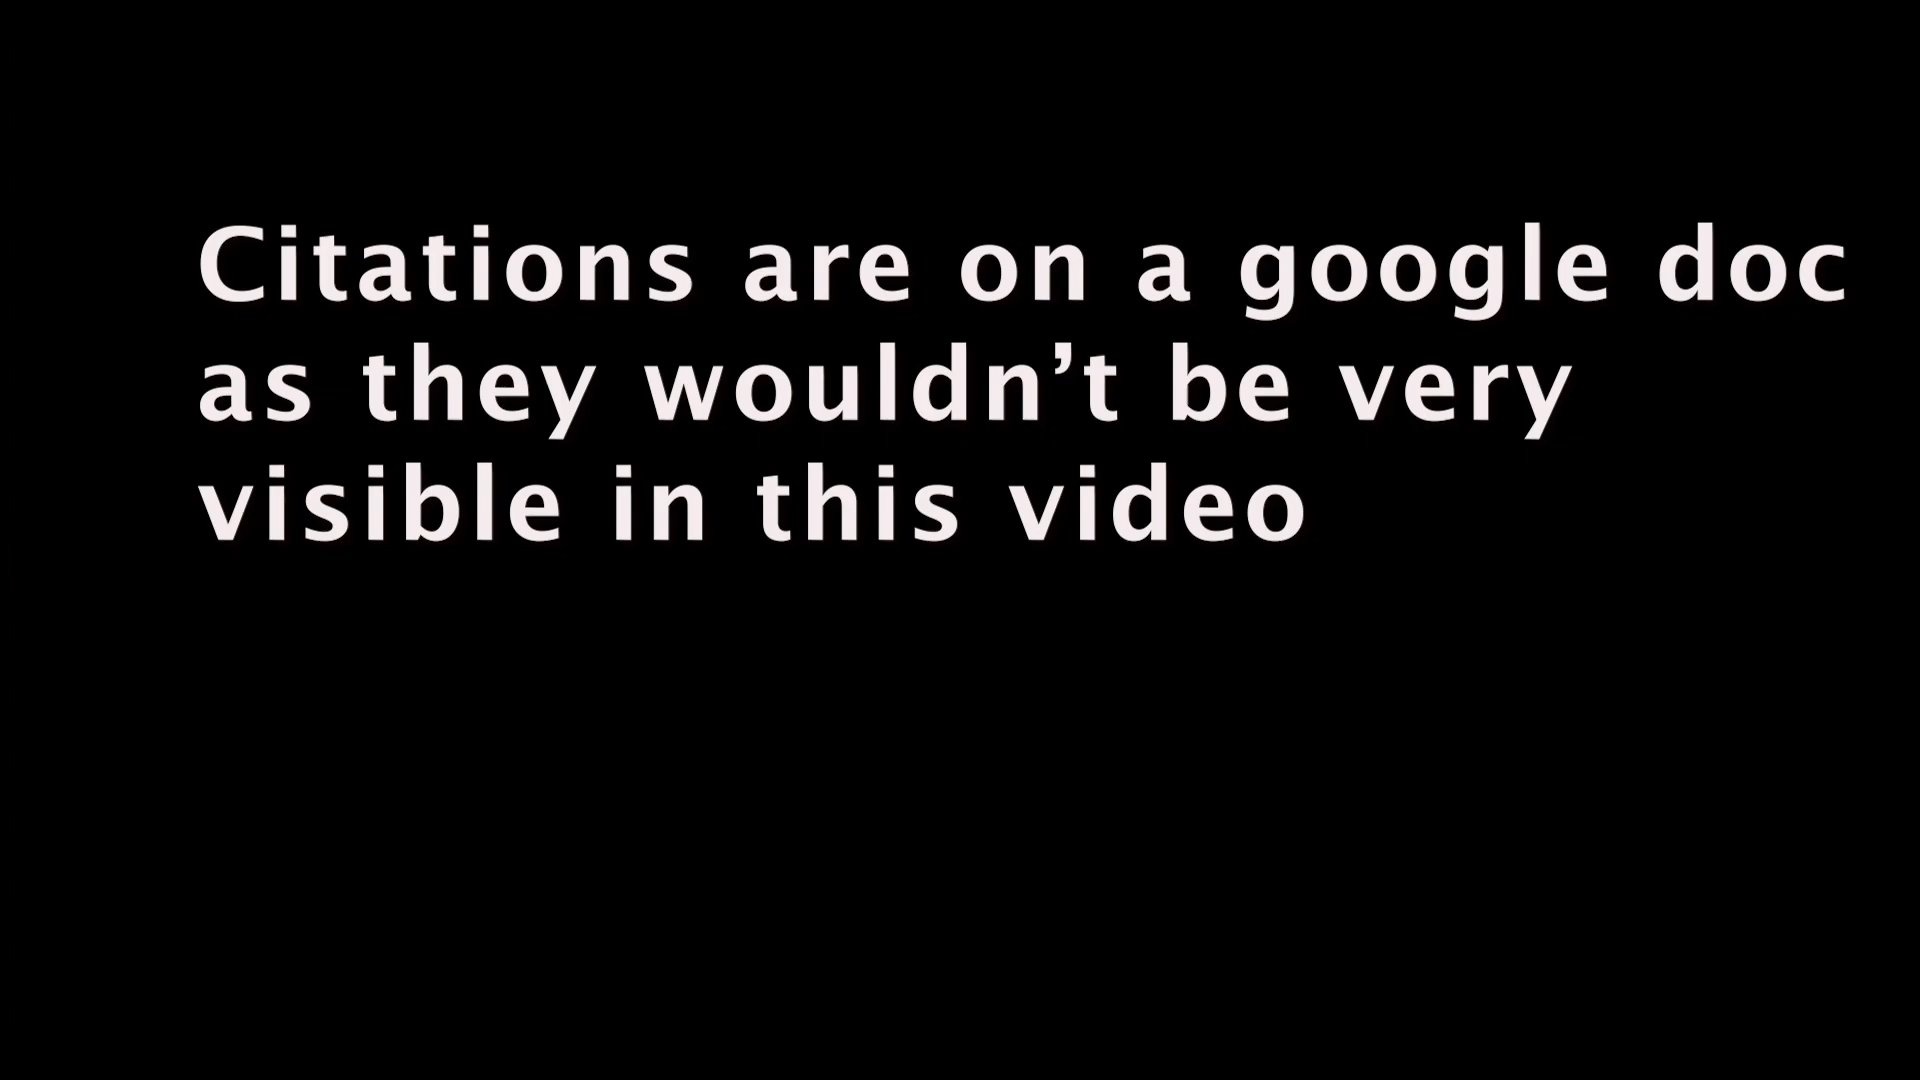 Citations are on a google doc
as they wouldn’t be very
visible in this video